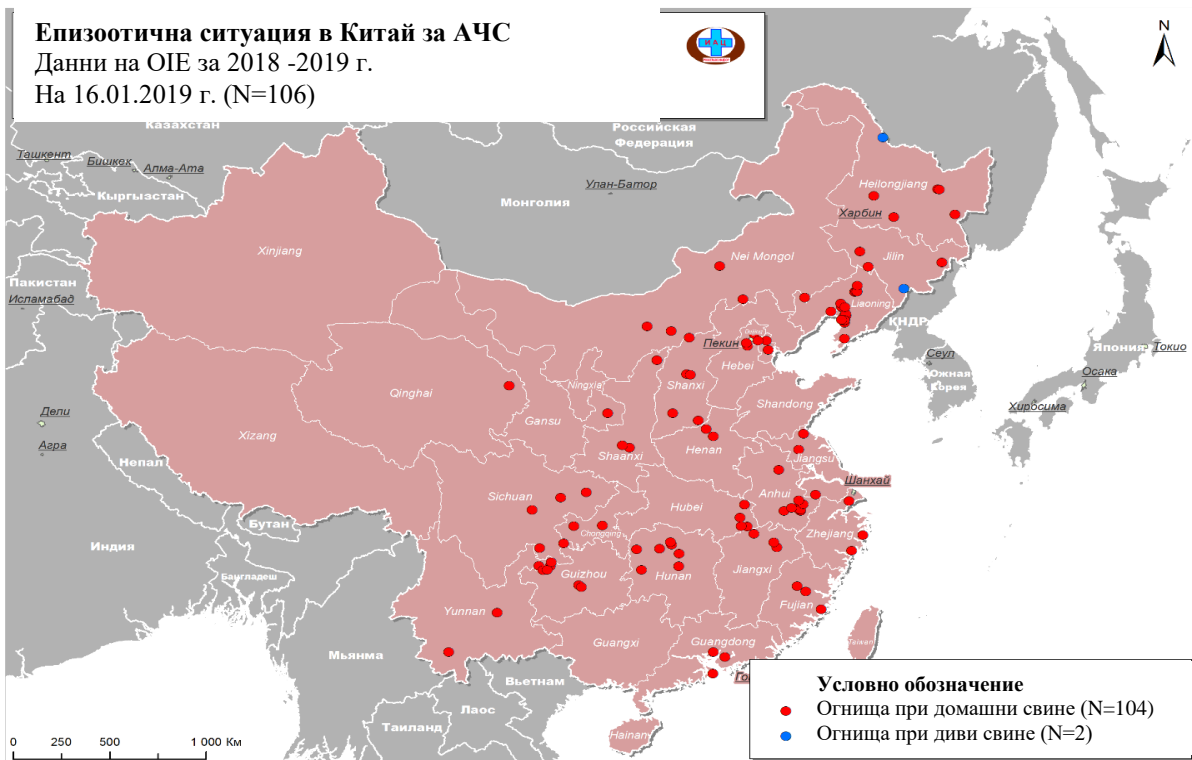 Епизоотична ситуация в Китай за АЧС
Данни на OIE за 2018 -2019 г.
На 16.01.2019 г. (N=106)
ИАЦ
N
Казахстан
Российская
Федерация
Ташкент
Бишкек
Алма-Ата
Кыргызстан
Улан-Батор
Монголия
Heilongjiang
Харбин
Xinjiang
Nei Mongol
Jilin
Пакистан
Исламабад
Liaoning
КНДР
Пекин
Япония
Токио
Сеул
Южная
Корея
Осака
Hebei
Ningxia
Shanxi
Qinghai
Gansu
Shandong
Хиросима
Дели
Агра
Xizang
Henan
Shaanxi
Jiangsu
Непал
Шанхай
Sichuan
Anhui
Hubei
Бутан
Chongqing
Zhejiang
Индия
Бангладеш
Guizhou
Hunan
Jiangxi
Fujian
Yunnan
Guangxi
Guangdong
Taiwan
Мьянма
Вьетнам
Го
Лаос
Таиланд
Hainan
Условно обозначение
Огнища при домашни свине (N=104)
Огнища при диви свине (N=2)
0 250 500 1 000 Км